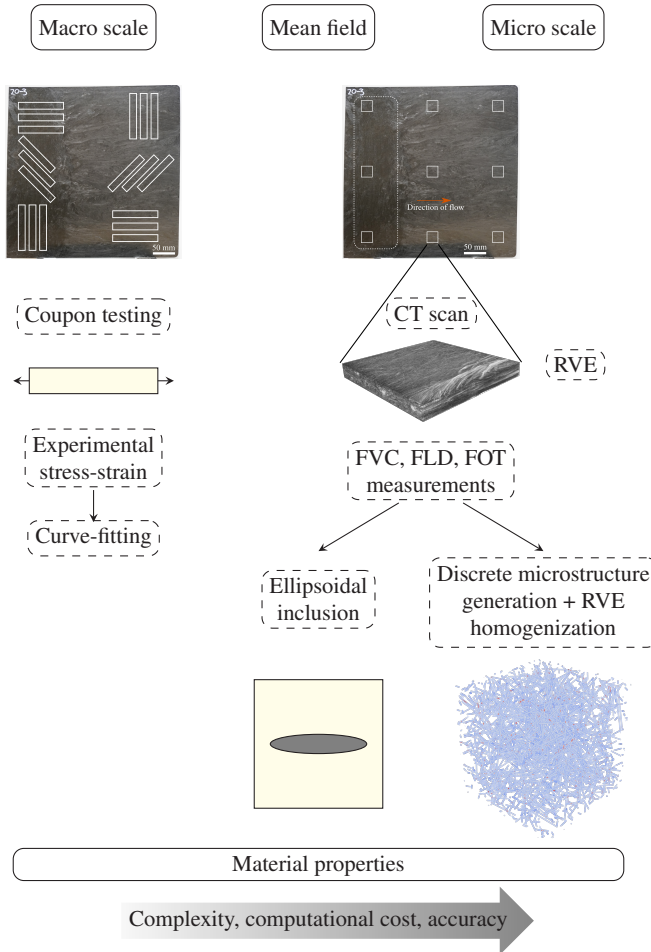 Macro scale
Mean field
Micro scale
20-3
50 mm
20-3
Direction of flow
50 mm
Coupon testing
CT scan
RVE
Experimental
stress-strain
Curve-fitting
FVC, FLD, FOT
measurements
Ellipsoidal
inclusion
Discrete microstructure
generation + RVE
homogenization
Material properties
Complexity, computational cost, accuracy